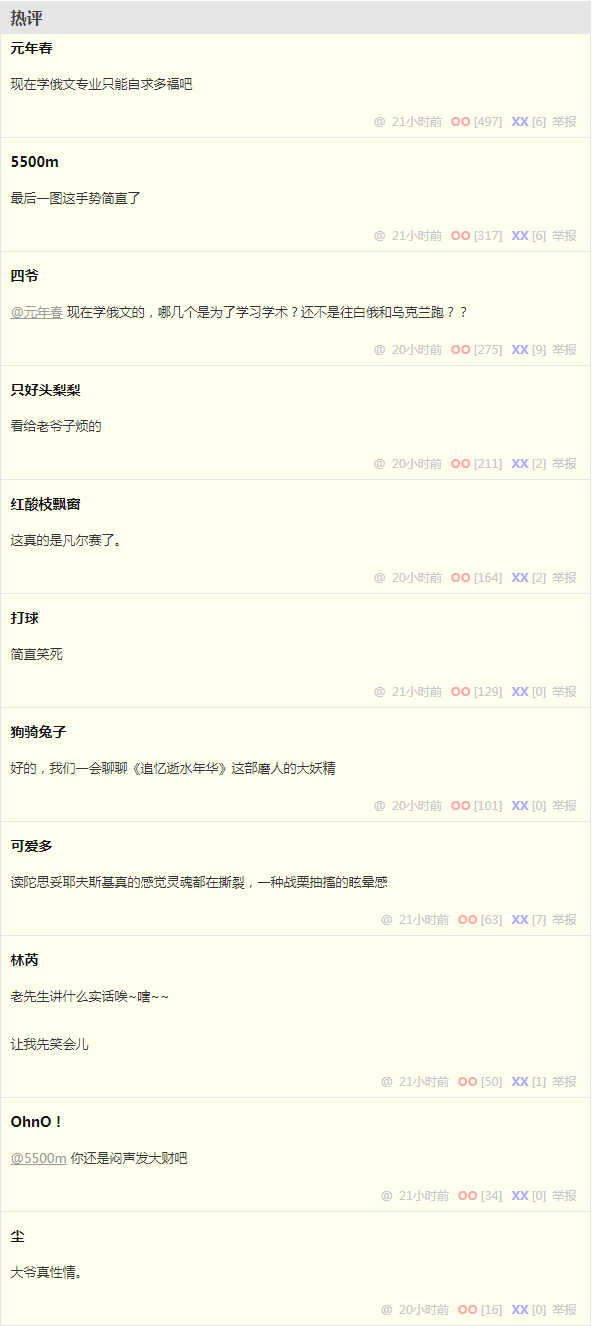 热评
元年春
现在学俄文专业只能自求多福吧
@ 21小时前 OO [497] XX [6] 举报
5500m
最后一图这手势简直了
@ 21小时前 OO [317] XX [6] 举报
四爷
@元年春 现在学俄文的，哪几个是为了学习学术？还不是往白俄和乌克兰跑？？
@ 20小时前 OO [275] XX [9] 举报
只好头梨梨
看给老爷子烦的
@ 20小时前 OO [211] XX [2] 举报
红酸枝飘窗
这真的是凡尔赛了。
@ 20小时前 OO [164] XX [2] 举报
打球
简直笑死
@ 21小时前 OO [129] XX [0] 举报
狗骑兔子
好的，我们一会聊聊《追忆逝水年华》这部磨人的大妖精
@ 20小时前 OO [101] XX [0] 举报
可爱多
读陀思妥耶夫斯基真的感觉灵魂都在撕裂，一种战栗抽搐的眩晕感
@ 21小时前 OO [63] XX [7] 举报
林芮
老先生讲什么实话唉~嗐~~
让我先笑会儿
@ 21小时前 OO [50] XX [1] 举报
OhnO！
@5500m 你还是闷声发大财吧
@ 21小时前 OO [34] XX [0] 举报
尘
大爷真性情。
@ 20小时前 OO [16] XX [0] 举报